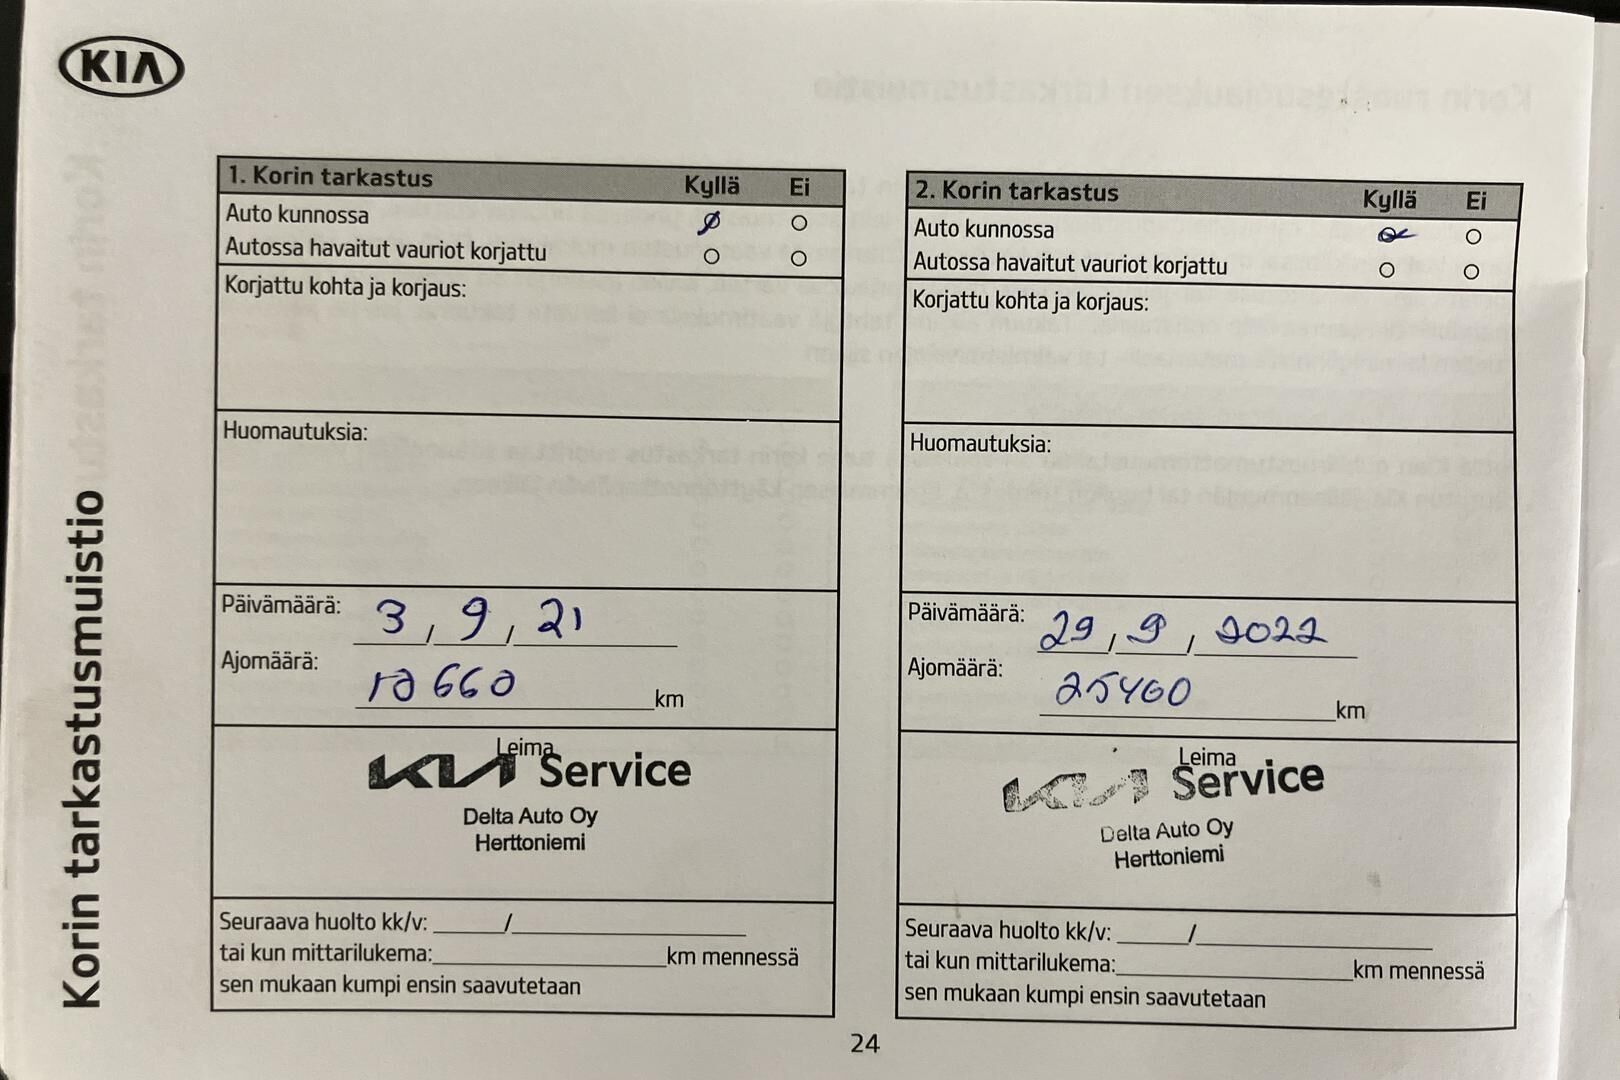 KIA
Korin tarkastusmuistio
1. Korin tarkastus Kyllä Ei
Auto kunnossa
Autossa havaitut vauriot korjattu
Korjattu kohta ja korjaus:
Huomautuksia:
Päivämäärä: 3 / 9 / 21
Ajomäärä: 12660 km
Leima
KIA Service
Delta Auto Oy
Herttoniemi
Seuraava huolto kk/v: /
tai kun mittarilukema: km mennessä
sen mukaan kumpi ensin saavutetaan
2. Korin tarkastus Kyllä Ei
Auto kunnossa
Autossa havaitut vauriot korjattu
Korjattu kohta ja korjaus:
Huomautuksia:
Päivämäärä: 29 / 9 / 2022
Ajomäärä: 25460 km
Leima
KIA Service
Delta Auto Oy
Herttoniemi
Seuraava huolto kk/v: /
tai kun mittarilukema: km mennessä
sen mukaan kumpi ensin saavutetaan
24